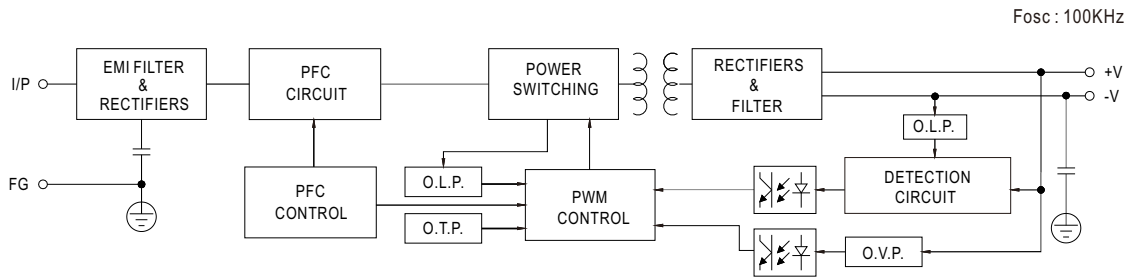 Fosc : 100KHz
I/P
EMI FILTER
&
RECTIFIERS
PFC
CIRCUIT
POWER
SWITCHING
RECTIFIERS
&
FILTER
+V
-V
O.L.P.
FG
PFC
CONTROL
O.L.P.
O.T.P.
PWM
CONTROL
DETECTION
CIRCUIT
O.V.P.